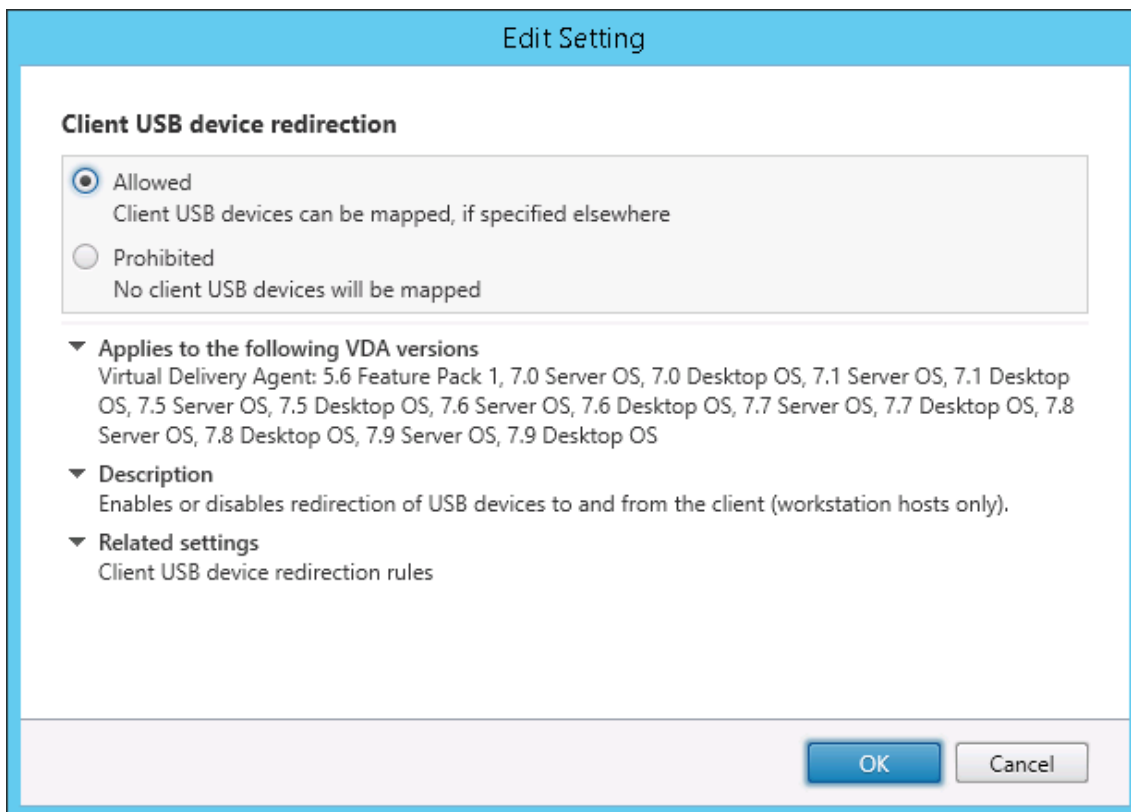 Edit Setting
Client USB device redirection
Allowed
Client USB devices can be mapped, if specified elsewhere
Prohibited
No client USB devices will be mapped
Applies to the following VDA versions
Virtual Delivery Agent: 5.6 Feature Pack 1, 7.0 Server OS, 7.0 Desktop OS, 7.1 Server OS, 7.1 Desktop
OS, 7.5 Server OS, 7.5 Desktop OS, 7.6 Server OS, 7.6 Desktop OS, 7.7 Server OS, 7.7 Desktop OS, 7.8
Server OS, 7.8 Desktop OS, 7.9 Server OS, 7.9 Desktop OS
Description
Enables or disables redirection of USB devices to and from the client (workstation hosts only).
Related settings
Client USB device redirection rules
OK
Cancel